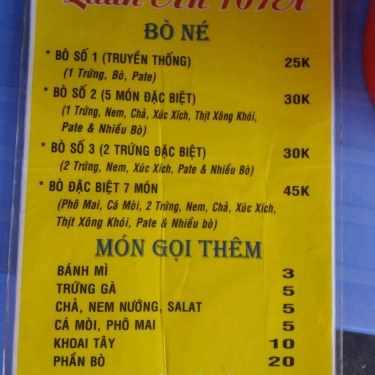 Quán Ăn 101A
BÒ NÉ
* BÒ SỐ 1 (TRUYỀN THỐNG) 25K
(1 Trứng, Bò, Pate)
* BÒ SỐ 2 (5 MÓN ĐẶC BIỆT) 30K
(1 Trứng, Nem, Chả, Xúc Xích, Thịt Xông Khói,
Pate & Nhiều Bò)
* BÒ SỐ 3 (2 TRỨNG ĐẶC BIỆT) 30K
(2 Trứng, Nem, Xúc Xích, Pate & Nhiều Bò)
* BÒ ĐẶC BIỆT 7 MÓN 45K
(Phô Mai, Cá Mòi, 2 Trứng, Nem, Chả, Xúc Xích,
Thịt Xông Khói, Pate & Nhiều bò)
MÓN GỌI THÊM
BÁNH MÌ 3
TRỨNG GÀ 5
CHẢ, NEM NƯỚNG, SALAT 5
CÁ MÒI, PHÔ MAI 5
KHOAI TÂY 10
PHẦN BÒ 20